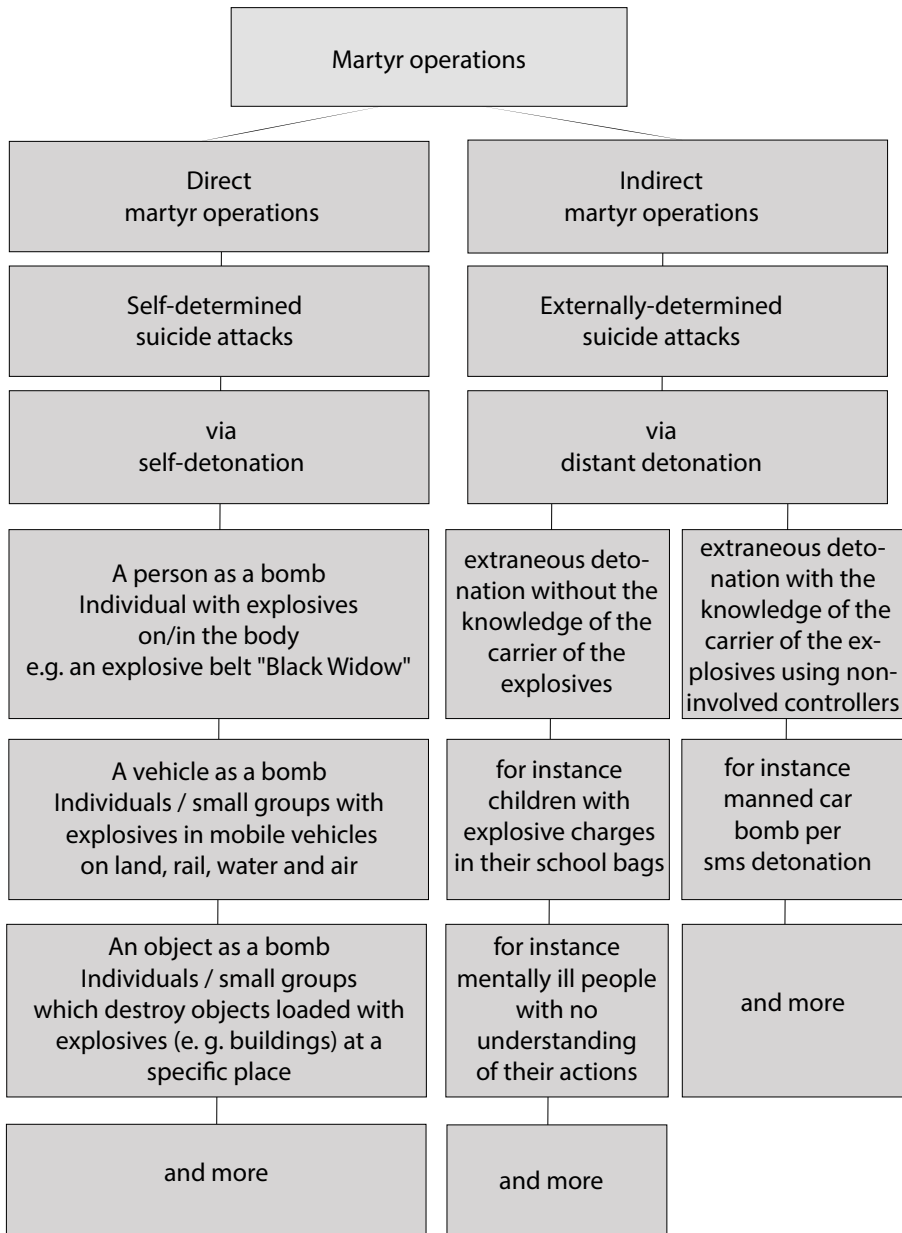 Martyr operations
Direct
martyr operations
Self-determined
suicide attacks
via
self-detonation
A person as a bomb
Individual with explosives
on/in the body
e.g. an explosive belt "Black Widow"
A vehicle as a bomb
Individuals / small groups with
explosives in mobile vehicles
on land, rail, water and air
An object as a bomb
Individuals / small groups
which destroy objects loaded with
explosives (e. g. buildings) at a
specific place
and more
Indirect
martyr operations
Externally-determined
suicide attacks
via
distant detonation
extraneous deto-
nation without the
knowledge of the
carrier of the
explosives
for instance
children with
explosive charges
in their school bags
for instance
mentally ill people
with no
understanding
of their actions
and more
extraneous deto-
nation with the
knowledge of the
carrier of the ex-
plosives using non-
involved controllers
for instance
manned car
bomb per
sms detonation
and more